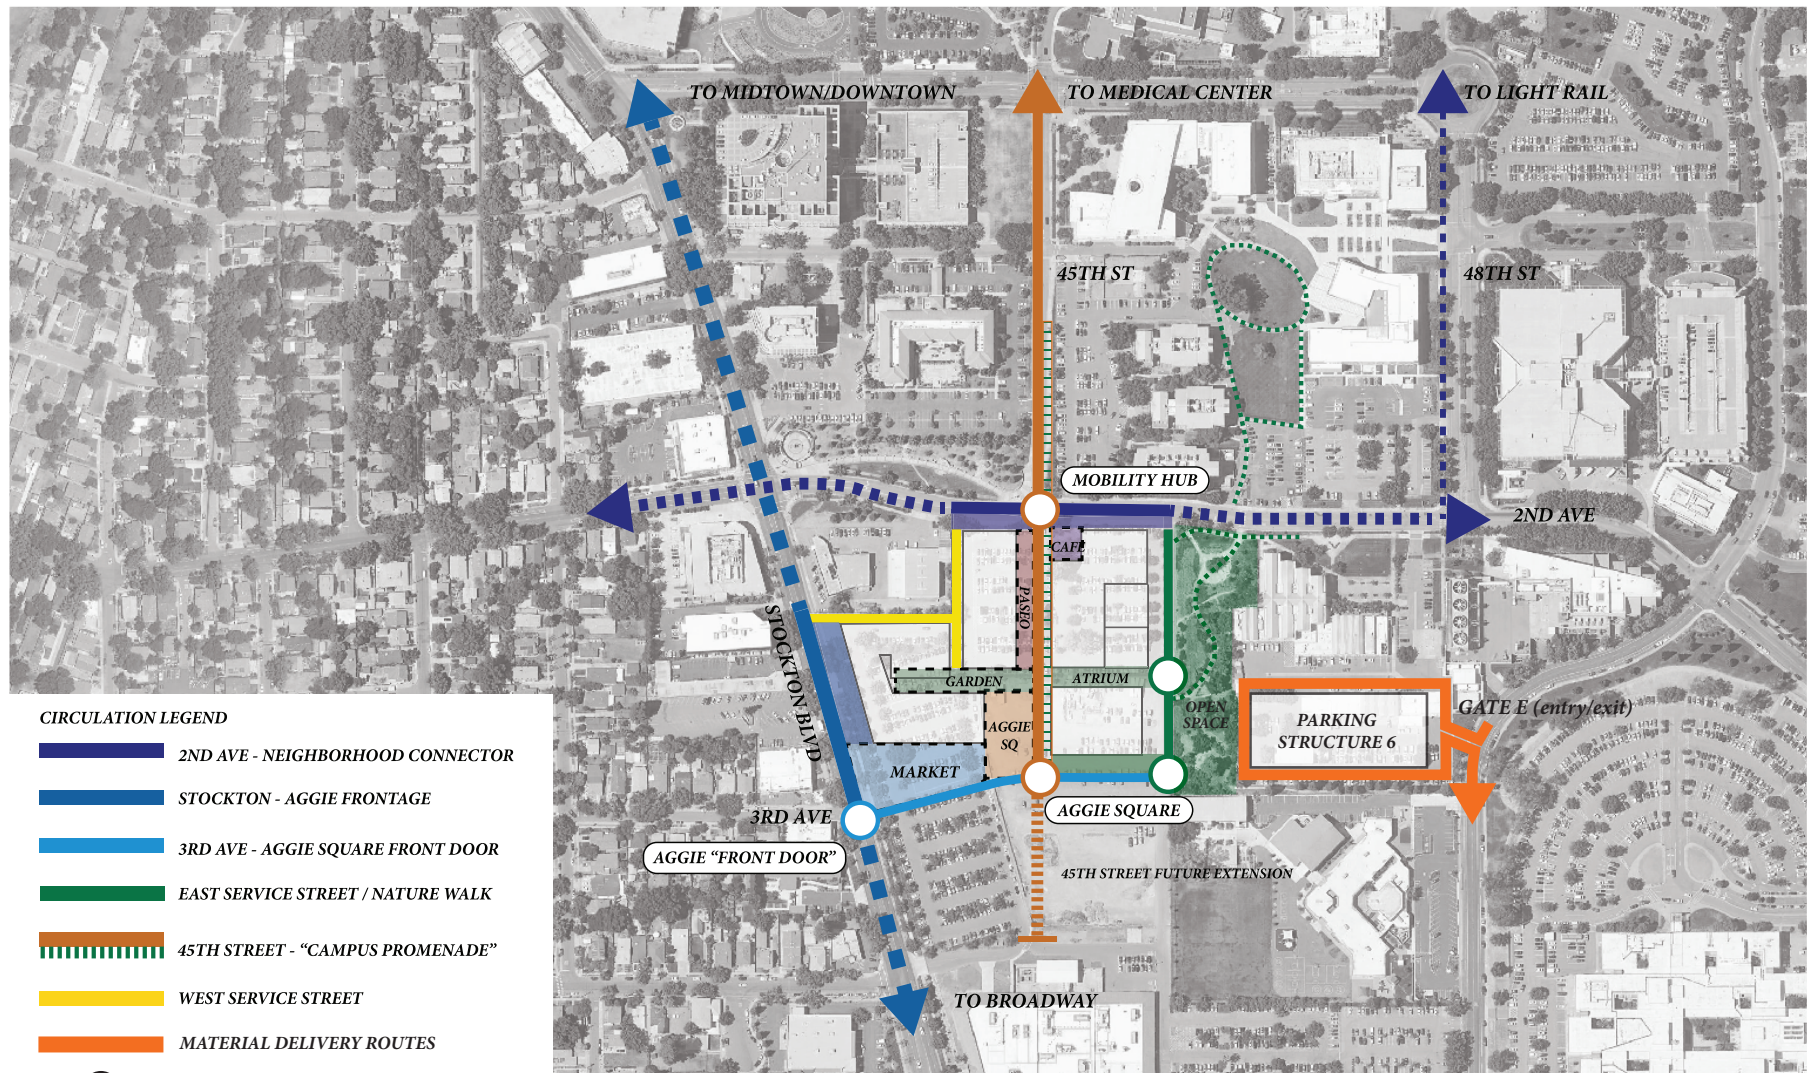 TO MIDTOWN/DOWNTOWN
TO MEDICAL CENTER
TO LIGHT RAIL
45TH ST
48TH ST
MOBILITY HUB
2ND AVE
CAFE
PASEO
STOCKTON BLVD
GARDEN
ATRIUM
OPEN
SPACE
AGGIE
SQ
MARKET
PARKING
STRUCTURE 6
GATE E (entry/exit)
3RD AVE
AGGIE SQUARE
AGGIE “FRONT DOOR”
45TH STREET FUTURE EXTENSION
TO BROADWAY
CIRCULATION LEGEND
2ND AVE - NEIGHBORHOOD CONNECTOR
STOCKTON - AGGIE FRONTAGE
3RD AVE - AGGIE SQUARE FRONT DOOR
EAST SERVICE STREET / NATURE WALK
45TH STREET - “CAMPUS PROMENADE”
WEST SERVICE STREET
MATERIAL DELIVERY ROUTES